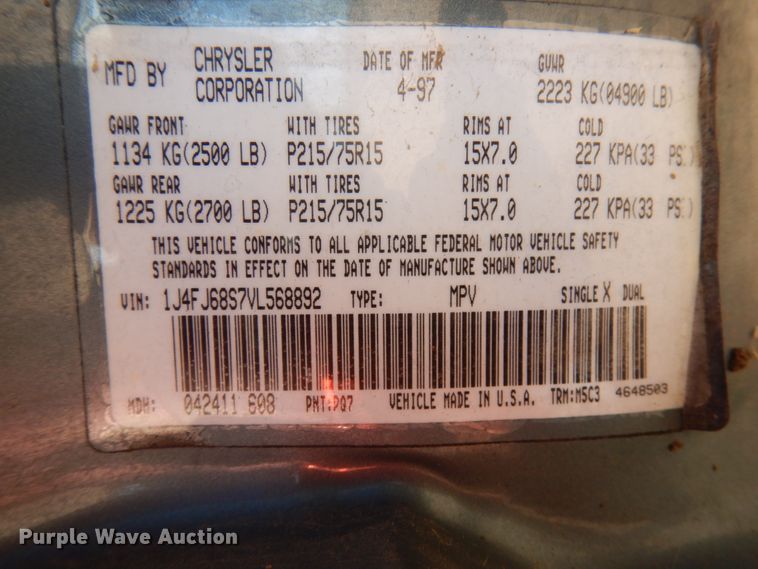 MFD BY CHRYSLER CORPORATION DATE OF MFR 4-97 GVWR 2223 KG(04900 LB)
GAWR FRONT WITH TIRES RIMS AT COLD
1134 KG(2500 LB) P215/75R15 15X7.0 227 KPA(33 PSI)
GAWR REAR WITH TIRES RIMS AT COLD
1225 KG(2700 LB) P215/75R15 15X7.0 227 KPA(33 PSI)
THIS VEHICLE CONFORMS TO ALL APPLICABLE FEDERAL MOTOR VEHICLE SAFETY
STANDARDS IN EFFECT ON THE DATE OF MANUFACTURE SHOWN ABOVE.
VIN: 1J4FJ68S7VL568892 TYPE: MPV SINGLE X DUAL
MDH: 042411 608 PNT:PQ7 VEHICLE MADE IN U.S.A. TRM:M5C3 4648503
Purple Wave Auction